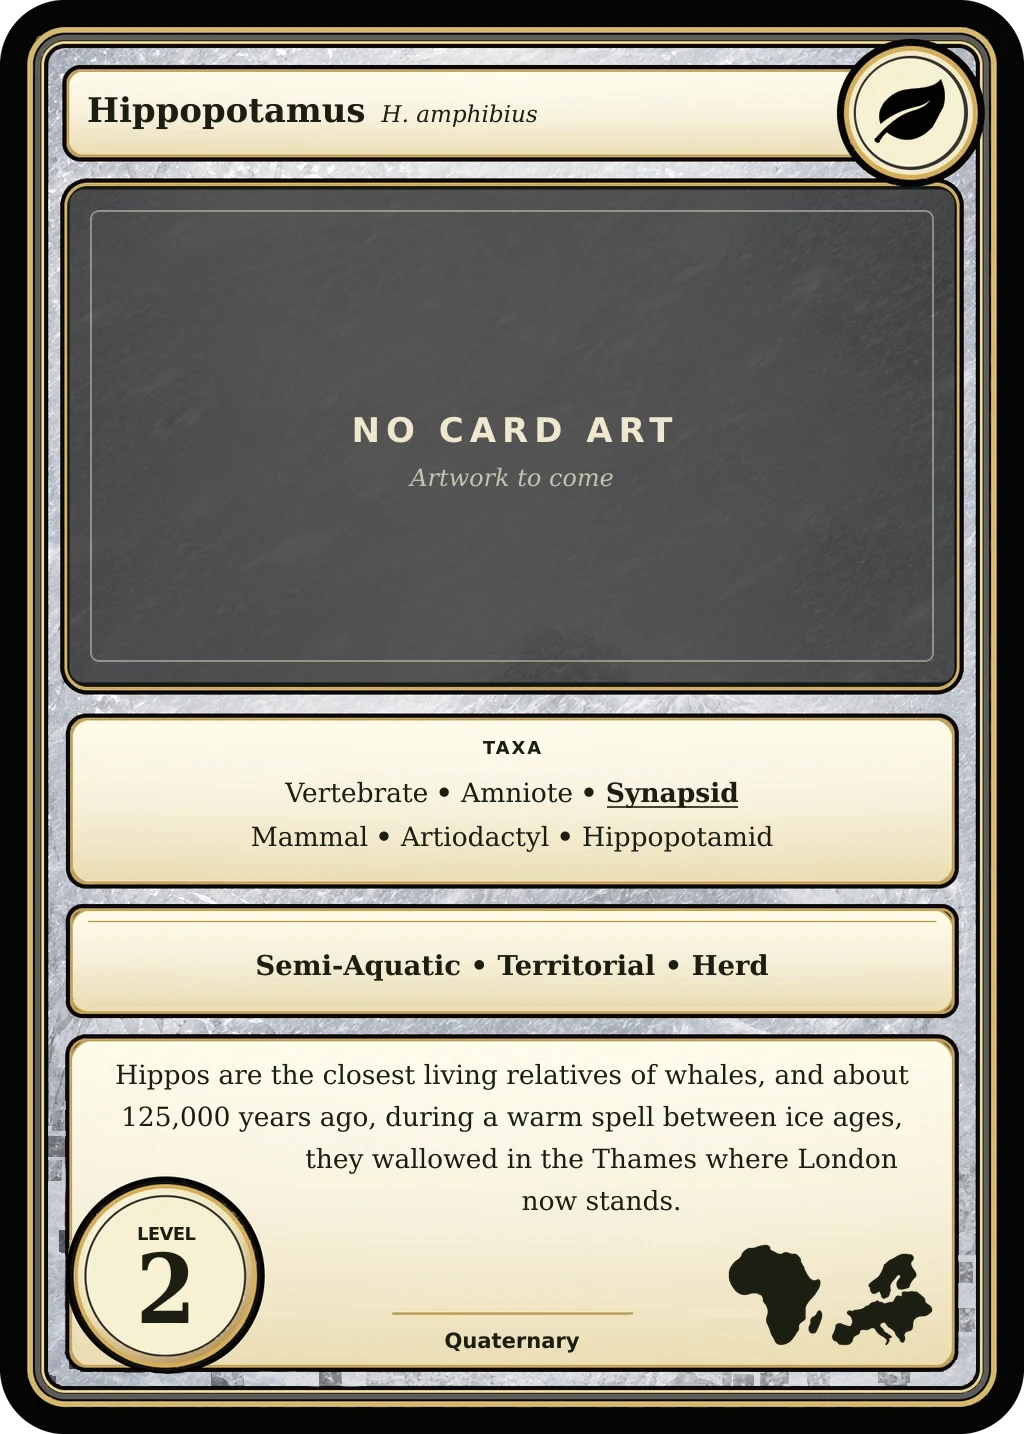 Hippopotamus H. amphibius
NO CARD ART
Artwork to come
TAXA
Vertebrate • Amniote • Synapsid
Mammal • Artiodactyl • Hippopotamid
Semi-Aquatic • Territorial • Herd
Hippos are the closest living relatives of whales, and about
125,000 years ago, during a warm spell between ice ages,
they wallowed in the Thames where London
now stands.
LEVEL
2
Quaternary